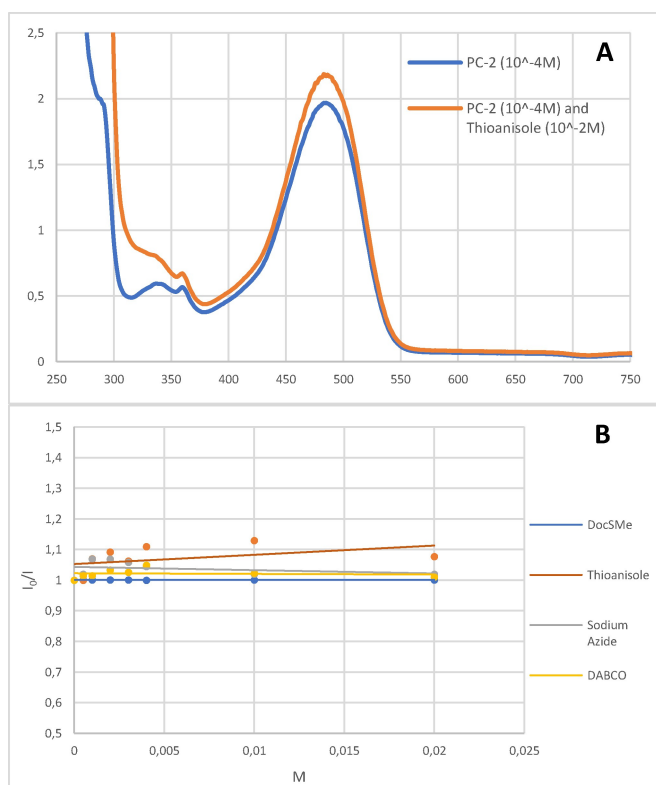 2,5
2
1,5
1
0,5
0
250 300 350 400 450 500 550 600 650 700 750
A
PC-2 (10^-4M)
PC-2 (10^-4M) and
Thioanisole (10^-2M)
1,5
1,4
1,3
1,2
1,1
1
0,9
0,8
0,7
0,6
0,5
I0/I
0 0,005 0,01 0,015 0,02 0,025
M
B
DocSMe
Thioanisole
Sodium
Azide
DABCO